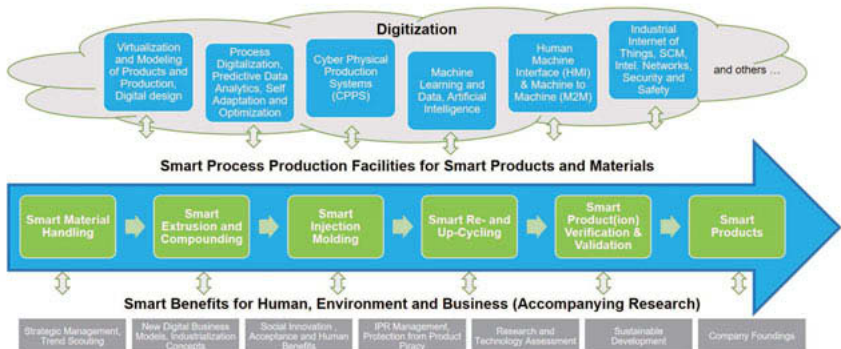 Digitization
Virtualization
and Modeling
of Products and
Production,
Digital design
Process
Digitalization,
Predictive Data
Analytics, Self
Adaptation and
Optimization
Cyber Physical
Production
Systems
(CPPS)
Machine
Learning and
Data, Artificial
Intelligence
Human
Machine
Interface (HMI)
& Machine to
Machine (M2M)
Industrial
Internet of
Things, SCM,
Intel. Networks,
Security and
Safety
and others ...
Smart Process Production Facilities for Smart Products and Materials
Smart Material
Handling
Smart
Extrusion and
Compounding
Smart
Injection
Molding
Smart Re- and
Up-Cycling
Smart
Product(ion)
Verification &
Validation
Smart
Products
Smart Benefits for Human, Environment and Business (Accompanying Research)
Strategic Management,
Trend Scouting
New Digital Business
Models, Industrialization
Concepts
Social Innovation ,
Acceptance and Human
Benefits
IPR Management,
Protection from Product
Piracy
Research and
Technology Assessment
Sustainable
Development
Company Foundings